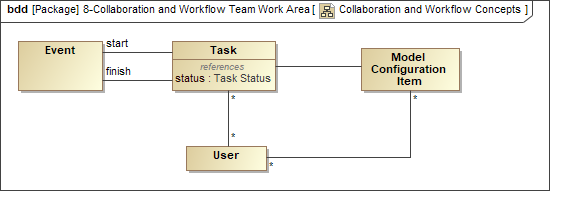 bdd [Package] 8-Collaboration and Workflow Team Work Area [ Collaboration and Workflow Concepts ]
Event
start
finish
Task
references
status : Task Status
Model
Configuration
Item
*
*
*
User
*